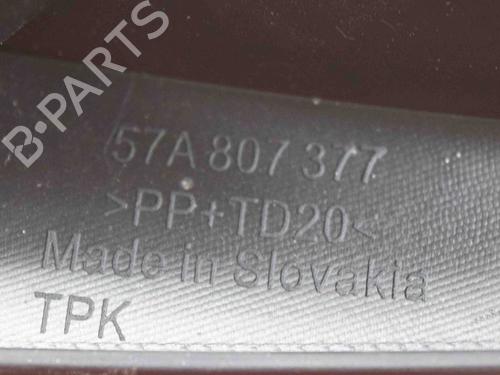 B·PARTS
57A 807 377
>PP+TD20<
Made in Slovakia
TPK